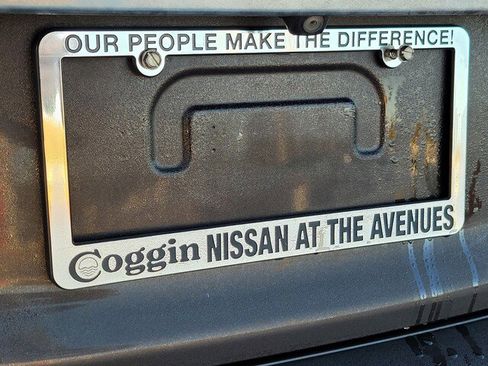 OUR PEOPLE MAKE THE DIFFERENCE!
Coggin NISSAN AT THE AVENUES